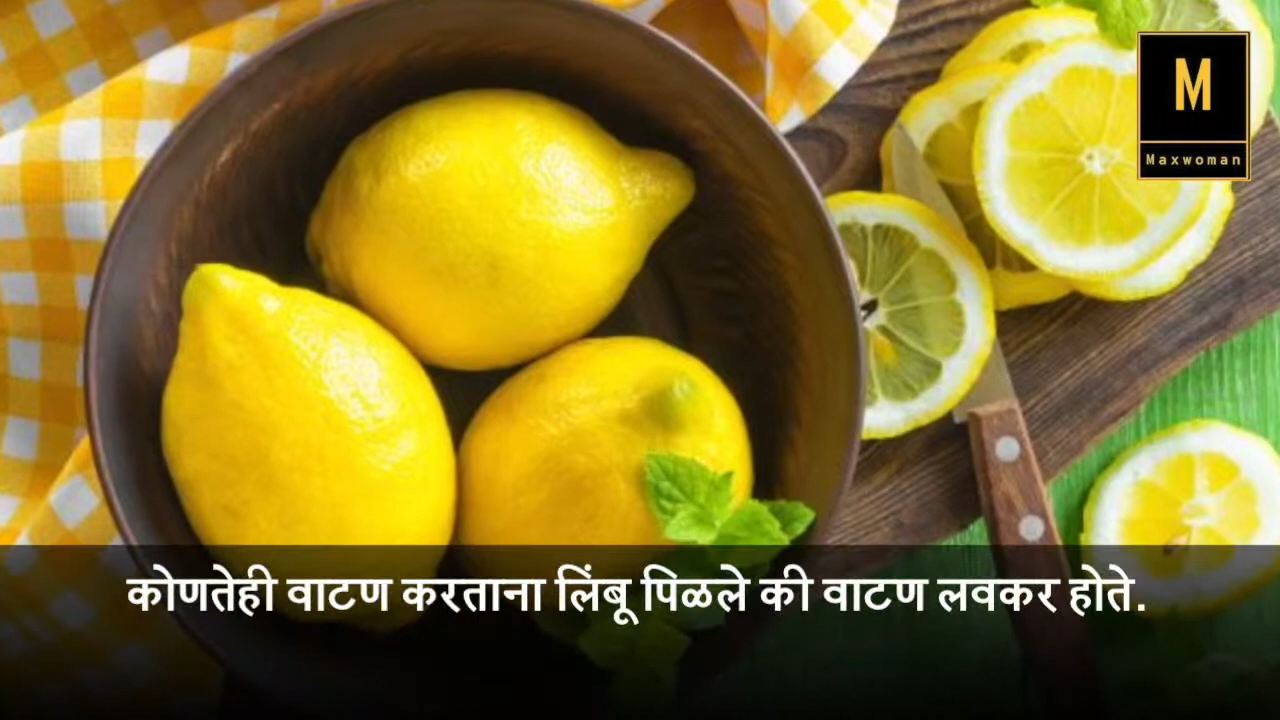 M
Maxwoman
कोणतेही वाटण करताना लिंबू पिळले की वाटण लवकर होते.